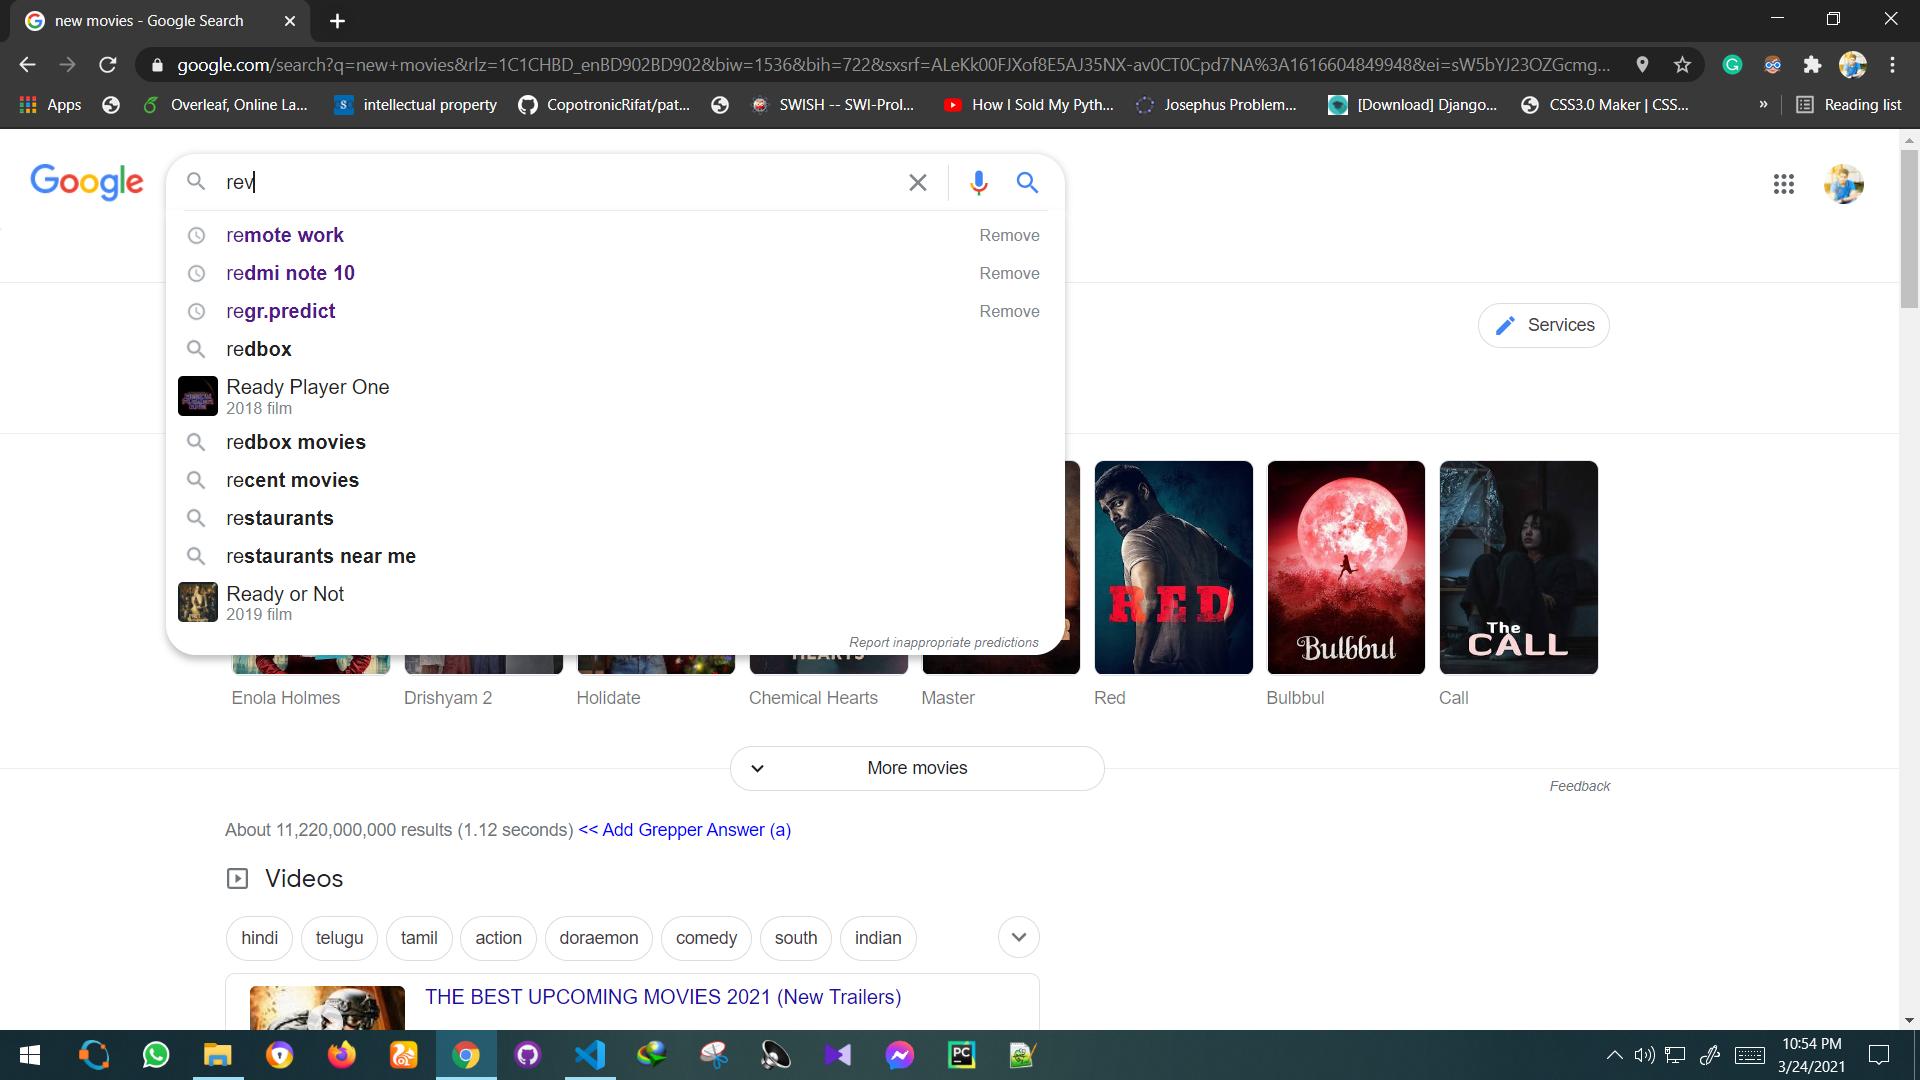 new movies - Google Search
google.com/search?q=new+movies&rlz=1C1CHBD_enBD902BD902&biw=1536&bih=722&sxsrf=ALeKk00FJXof8E5AJ35NX-av0CT0Cpd7NA%3A1616604849948&ei=sW5bYJ23OZGcmg...
Apps
Overleaf, Online La...
intellectual property
CopotronicRifat/pat...
SWISH -- SWI-Prol...
How I Sold My Pyth...
Josephus Problem...
[Download] Django...
CSS3.0 Maker | CSS...
»
Reading list
Google
rev
remote work Remove
redmi note 10 Remove
regr.predict Remove
redbox
Ready Player One
2018 film
redbox movies
recent movies
restaurants
restaurants near me
Ready or Not
2019 film
Report inappropriate predictions
Services
RED
Bulbbul
The
CALL
Enola Holmes
Drishyam 2
Holidate
Chemical Hearts
Master
Red
Bulbbul
Call
More movies
Feedback
About 11,220,000,000 results (1.12 seconds) << Add Grepper Answer (a)
Videos
hindi
telugu
tamil
action
doraemon
comedy
south
indian
THE BEST UPCOMING MOVIES 2021 (New Trailers)
PC
10:54 PM
3/24/2021